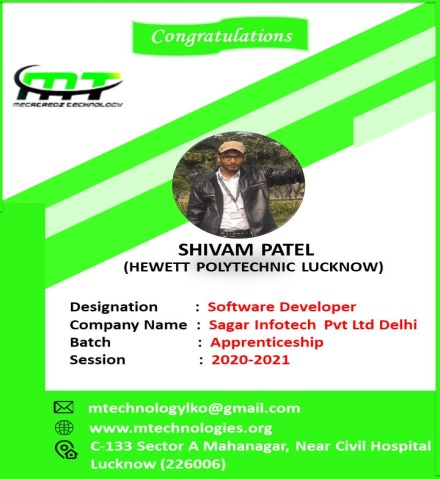 Congratulations
MT
MECATREDZ TECHNOLOGY
SHIVAM PATEL
(HEWETT POLYTECHNIC LUCKNOW)
Designation : Software Developer
Company Name : Sagar Infotech Pvt Ltd Delhi
Batch : Apprenticeship
Session : 2020-2021
mtechnologylko@gmail.com
www.mtechnologies.org
C-133 Sector A Mahanagar, Near Civil Hospital
Lucknow (226006)